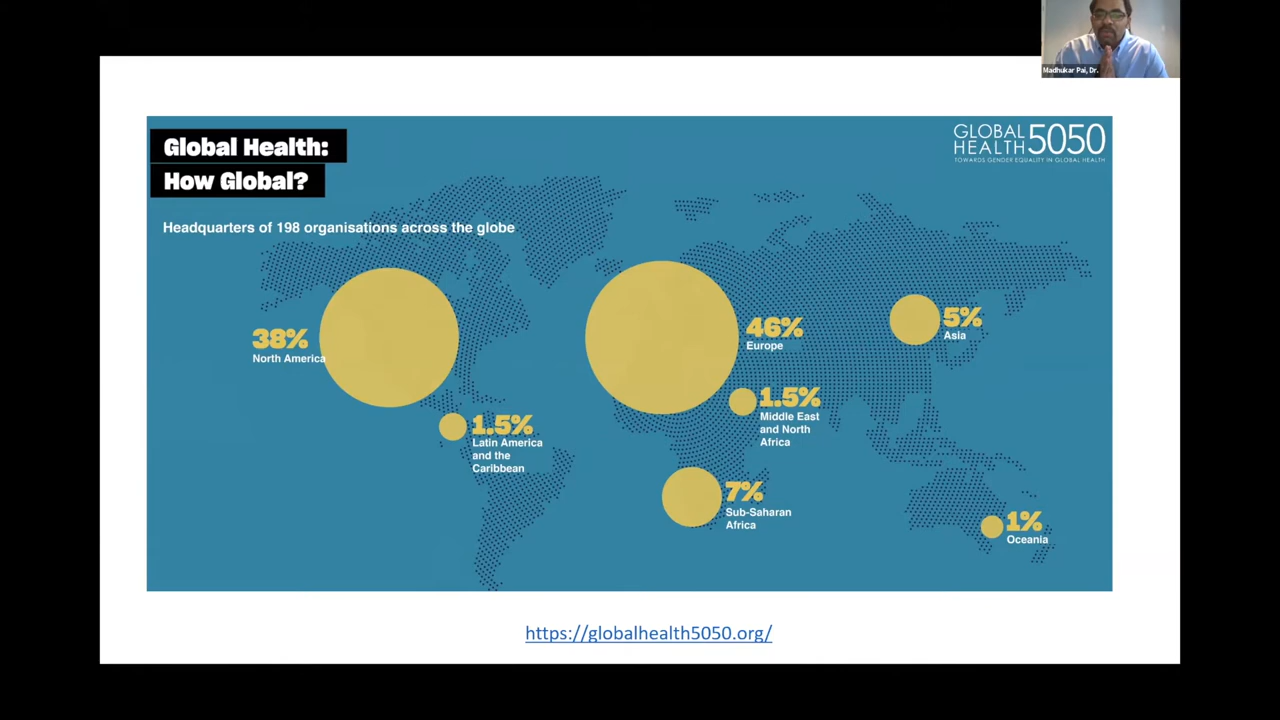 Madhukar Pai, Dr.
Global Health:
How Global?
GLOBAL
HEALTH 5050
TOWARDS GENDER EQUALITY IN GLOBAL HEALTH
Headquarters of 198 organisations across the globe
38%
North America
46%
Europe
5%
Asia
1.5%
Middle East
and North
Africa
1.5%
Latin America
and the
Caribbean
7%
Sub-Saharan
Africa
1%
Oceania
https://globalhealth5050.org/